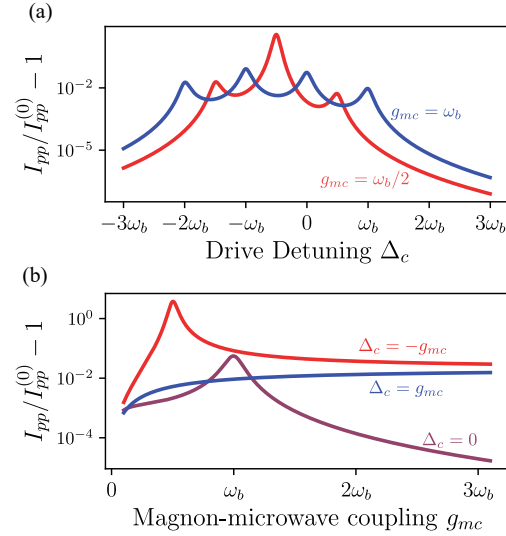 (a)
I_{pp}/I_{pp}^{(0)} − 1
10^{−2}
10^{−5}
g_{mc} = ω_b
g_{mc} = ω_b/2
−3ω_b −2ω_b −ω_b 0 ω_b 2ω_b 3ω_b
Drive Detuning Δ_c
(b)
I_{pp}/I_{pp}^{(0)} − 1
10^0
10^{−2}
10^{−4}
Δ_c = −g_{mc}
Δ_c = g_{mc}
Δ_c = 0
0 ω_b 2ω_b 3ω_b
Magnon-microwave coupling g_{mc}